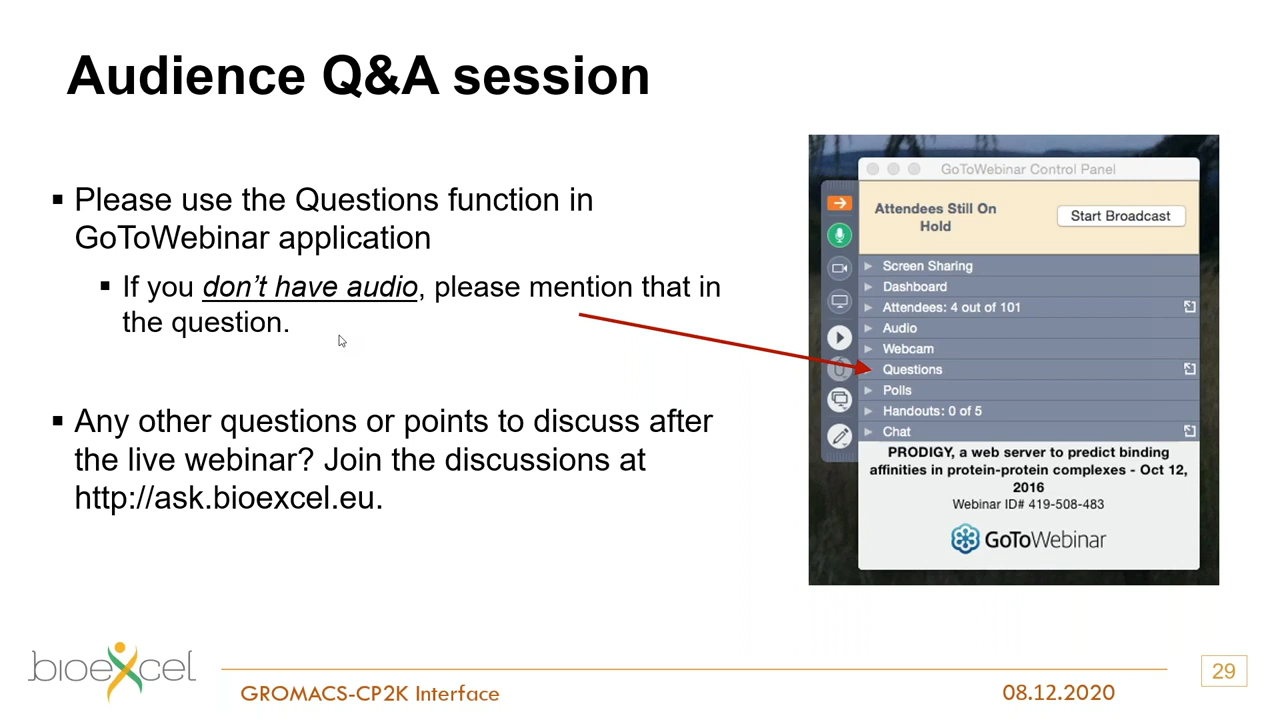 Audience Q&A session
Please use the Questions function in
GoToWebinar application
If you don't have audio, please mention that in
the question.
Any other questions or points to discuss after
the live webinar? Join the discussions at
http://ask.bioexcel.eu.
GoToWebinar Control Panel
Attendees Still On
Hold
Start Broadcast
Screen Sharing
Dashboard
Attendees: 4 out of 101
Audio
Webcam
Questions
Polls
Handouts: 0 of 5
Chat
PRODIGY, a web server to predict binding
affinities in protein-protein complexes - Oct 12,
2016
Webinar ID# 419-508-483
GoToWebinar
bioexcel
GROMACS-CP2K Interface
08.12.2020
29